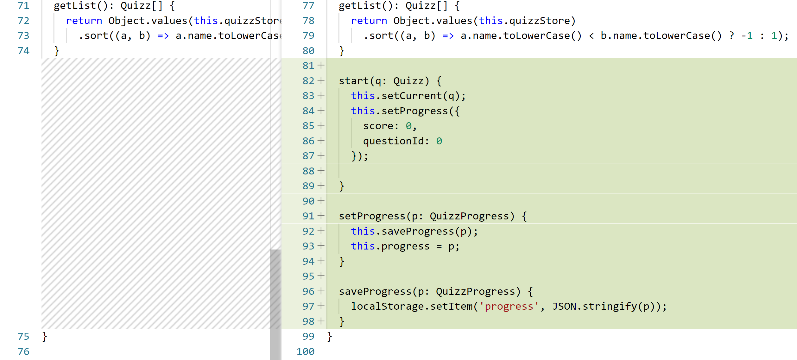 71 getList(): Quizz[] {
72 return Object.values(this.quizzStor
73 .sort((a, b) => a.name.toLowerCas
74 }
75 }
76
77 getList(): Quizz[] {
78 return Object.values(this.quizzStore)
79 .sort((a, b) => a.name.toLowerCase() < b.name.toLowerCase() ? -1 : 1);
80 }
81 +
82 + start(q: Quizz) {
83 + this.setCurrent(q);
84 + this.setProgress({
85 + score: 0,
86 + questionId: 0
87 + });
88 +
89 + }
90 +
91 + setProgress(p: QuizzProgress) {
92 + this.saveProgress(p);
93 + this.progress = p;
94 + }
95 +
96 + saveProgress(p: QuizzProgress) {
97 + localStorage.setItem('progress', JSON.stringify(p));
98 + }
99 }
100